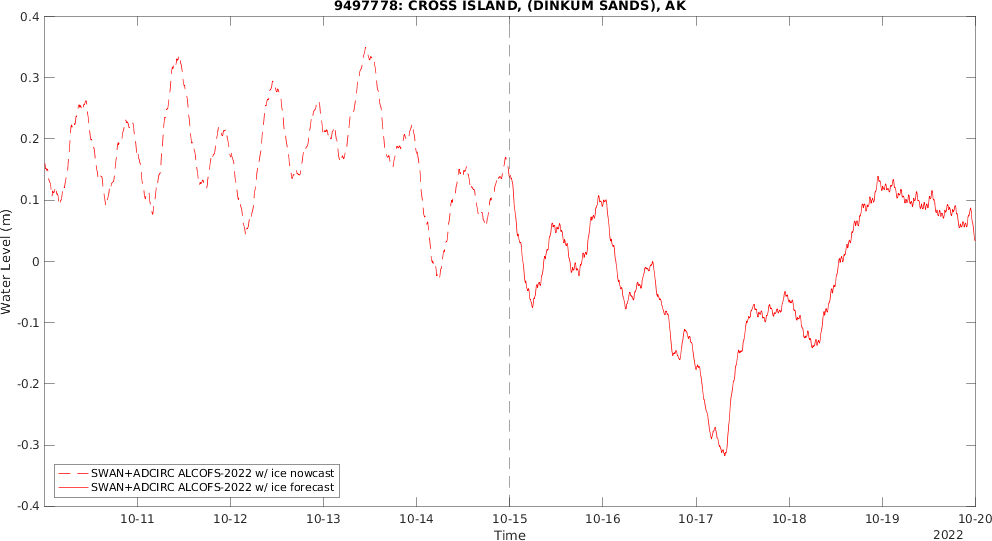 9497778: CROSS ISLAND, (DINKUM SANDS), AK
0.4
0.3
0.2
0.1
0
-0.1
-0.2
-0.3
-0.4
Water Level (m)
SWAN+ADCIRC ALCOFS-2022 w/ ice nowcast
SWAN+ADCIRC ALCOFS-2022 w/ ice forecast
10-11 10-12 10-13 10-14 10-15 10-16 10-17 10-18 10-19 10-20
Time
2022